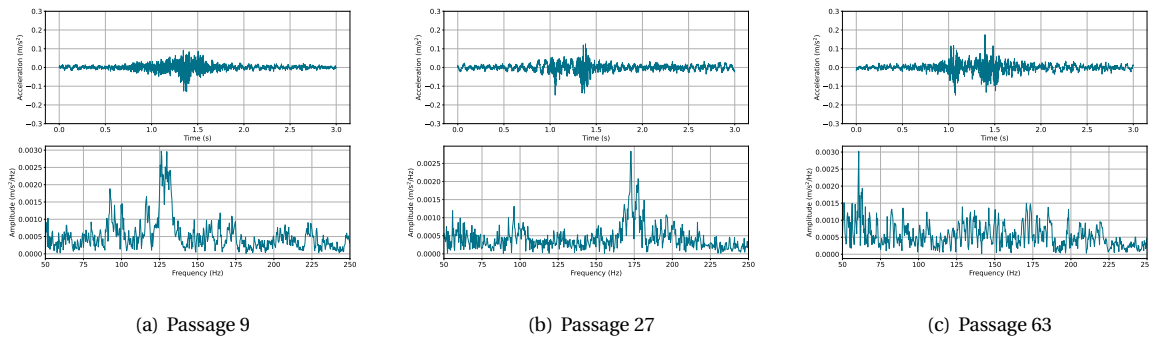 0.3
0.2
0.1
0.0
−0.1
−0.2
−0.3
Acceleration (m/s²)
0.0 0.5 1.0 1.5 2.0 2.5 3.0
Time (s)
0.0030
0.0025
0.0020
0.0015
0.0010
0.0005
0.0000
Amplitude (m/s²/Hz)
50 75 100 125 150 175 200 225 250
Frequency (Hz)
(a) Passage 9
0.3
0.2
0.1
0.0
−0.1
−0.2
−0.3
Acceleration (m/s²)
0.0 0.5 1.0 1.5 2.0 2.5 3.0
Time (s)
0.0025
0.0020
0.0015
0.0010
0.0005
0.0000
Amplitude (m/s²/Hz)
50 75 100 125 150 175 200 225 250
Frequency (Hz)
(b) Passage 27
0.3
0.2
0.1
0.0
−0.1
−0.2
−0.3
Acceleration (m/s²)
0.0 0.5 1.0 1.5 2.0 2.5 3.0
Time (s)
0.0030
0.0025
0.0020
0.0015
0.0010
0.0005
0.0000
Amplitude (m/s²/Hz)
50 75 100 125 150 175 200 225 250
Frequency (Hz)
(c) Passage 63